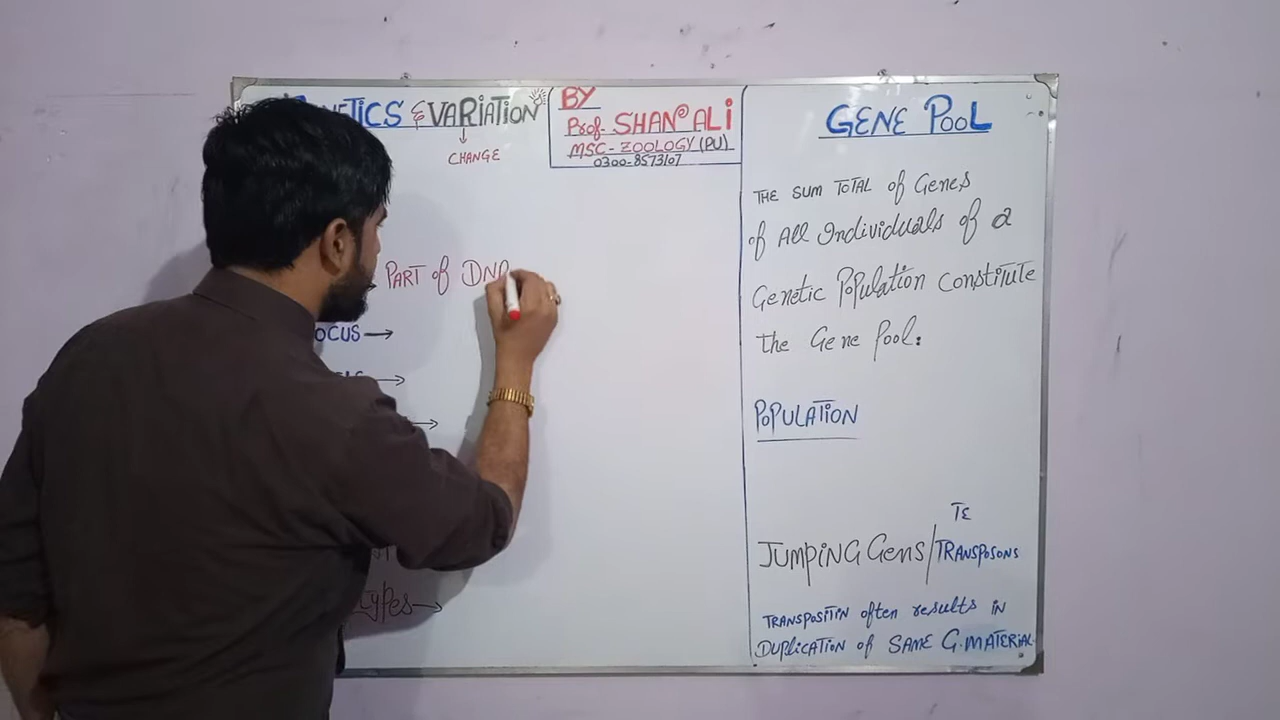 & VARIATION
CHANGE
BY
Prof- SHAN ALI
MSC- ZOOLOGY (PU)
0300-8573107
PART of DNA
OCUS →
→
→
→
GENE POOL
THE SUM TOTAL of Genes
of All Individuals of a
Genetic Population Constitute
the Gene Pool.
POPULATION
TE
JUMPING Gens/TRANSPOSONS
TRANSPOSITIN often results in
DUPLICATION of SAME G.MATERIAL